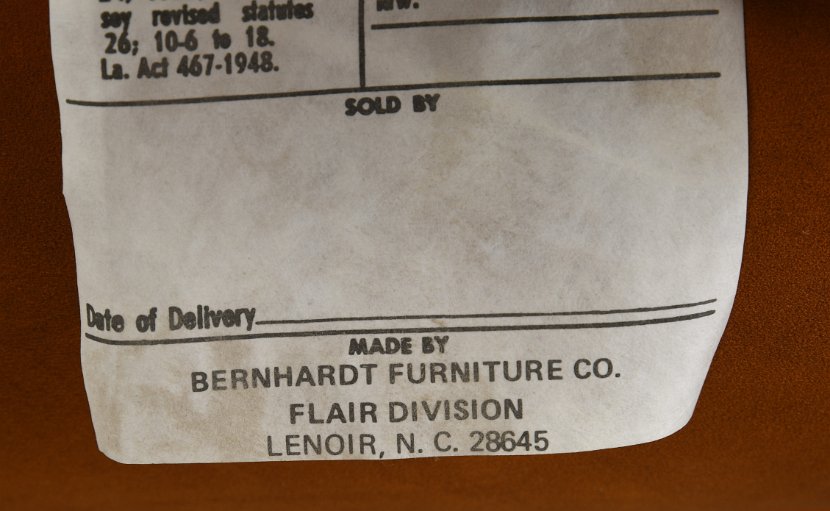 sey revised statutes
26; 10-6 to 18.
La. Act 467-1948.
SOLD BY
Date of Delivery
MADE BY
BERNHARDT FURNITURE CO.
FLAIR DIVISION
LENOIR, N. C. 28645